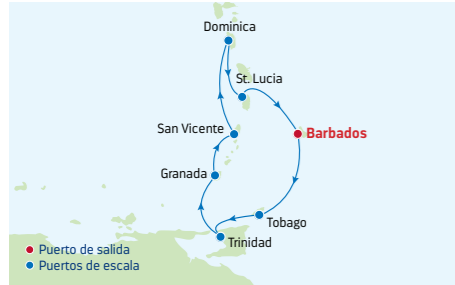 Dominica
St. Lucia
San Vicente
Barbados
Granada
Tobago
Trinidad
Puerto de salida
Puertos de escala